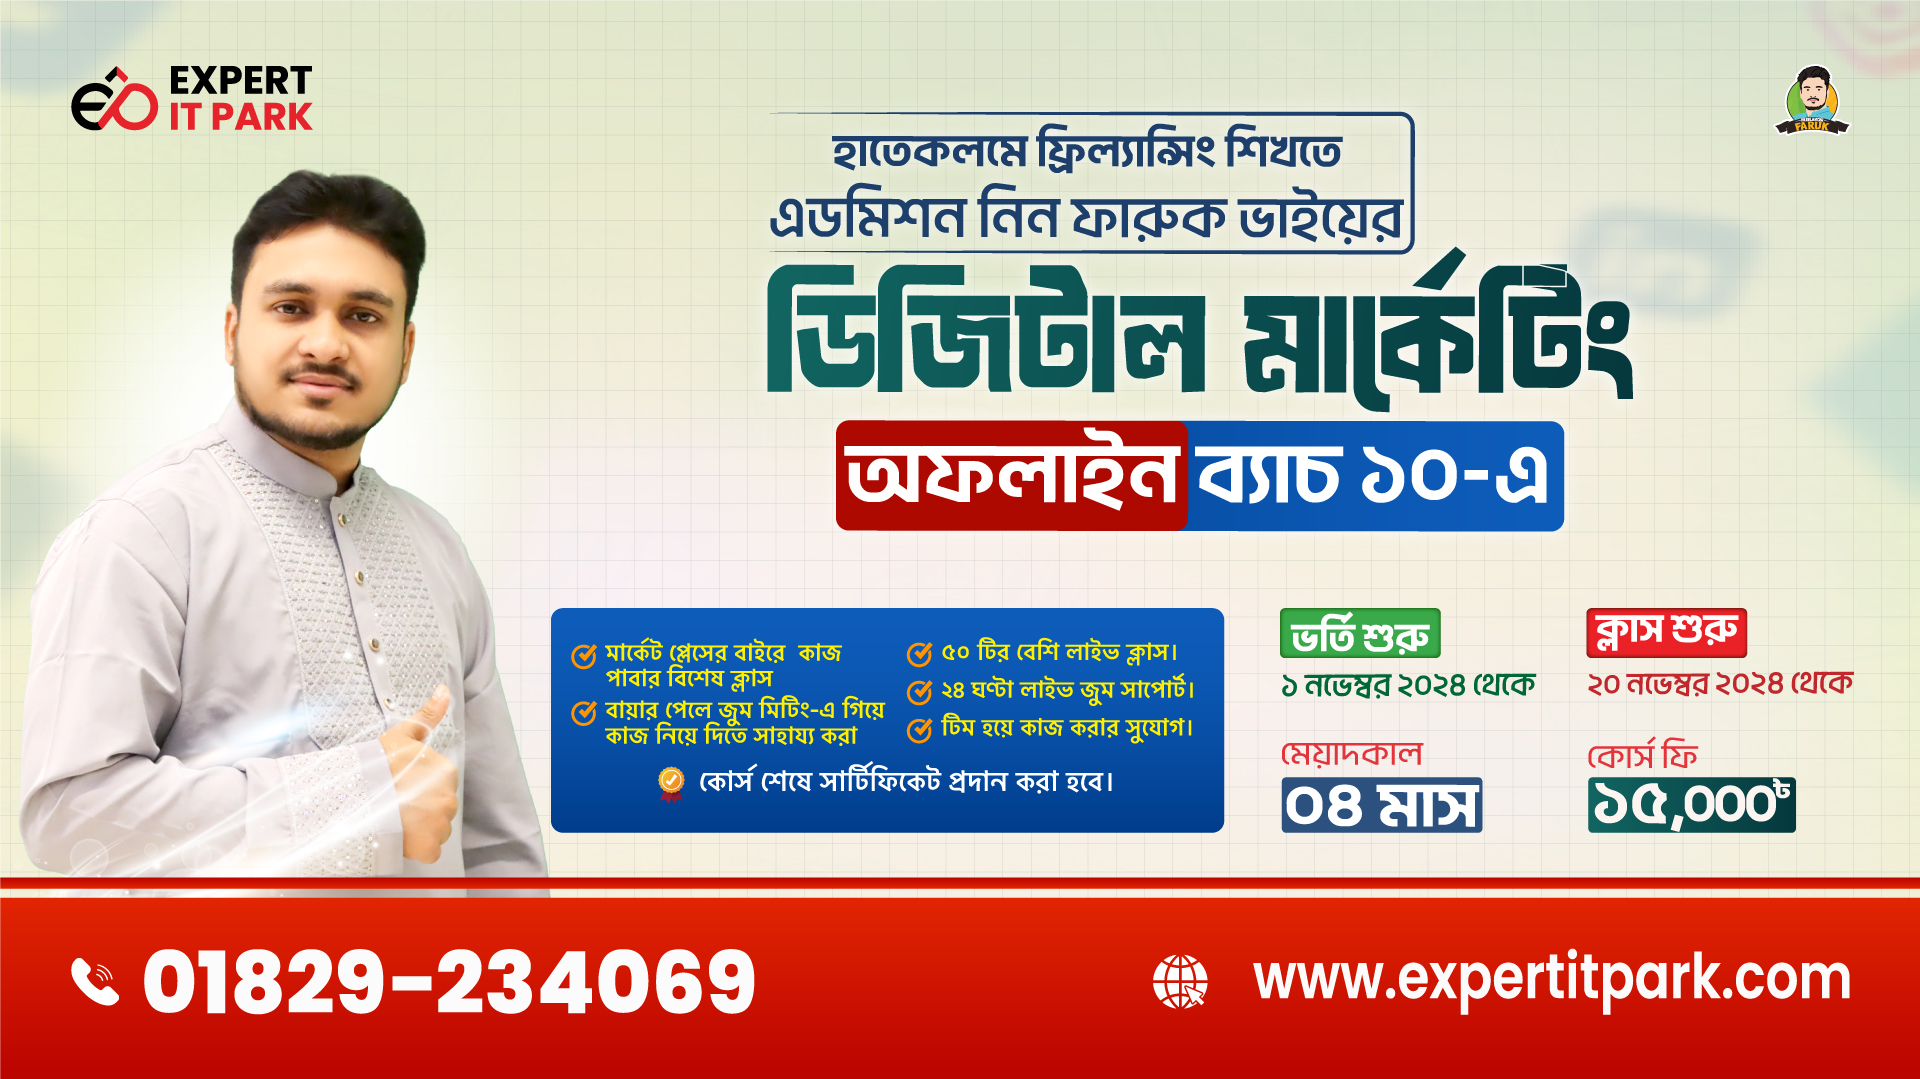 EXPERT
IT PARK
FARUK
হাতেকলমে ফ্রিল্যান্সিং শিখতে
এডমিশন নিন ফারুক ভাইয়ের
ডিজিটাল মার্কেটিং
অফলাইন ব্যাচ ১০-এ
মার্কেট প্লেসের বাইরে কাজ
পাবার বিশেষ ক্লাস
বায়ার পেলে জুম মিটিং-এ গিয়ে
কাজ নিয়ে দিতে সাহায্য করা
৫০ টির বেশি লাইভ ক্লাস।
২৪ ঘণ্টা লাইভ জুম সাপোর্ট।
টিম হয়ে কাজ করার সুযোগ।
কোর্স শেষে সার্টিফিকেট প্রদান করা হবে।
ভর্তি শুরু
১ নভেম্বর ২০২৪ থেকে
ক্লাস শুরু
২০ নভেম্বর ২০২৪ থেকে
মেয়াদকাল
০৪ মাস
কোর্স ফি
১৫,০০০৳
01829-234069
www.expertitpark.com